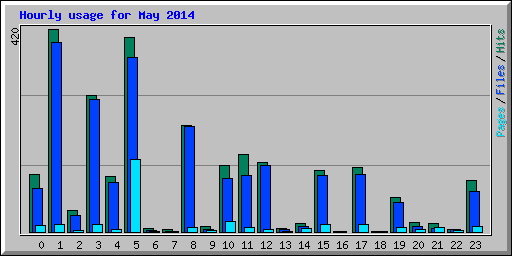 Hourly usage for May 2014
420
Pages/Files/Hits
0 1 2 3 4 5 6 7 8 9 10 11 12 13 14 15 16 17 18 19 20 21 22 23